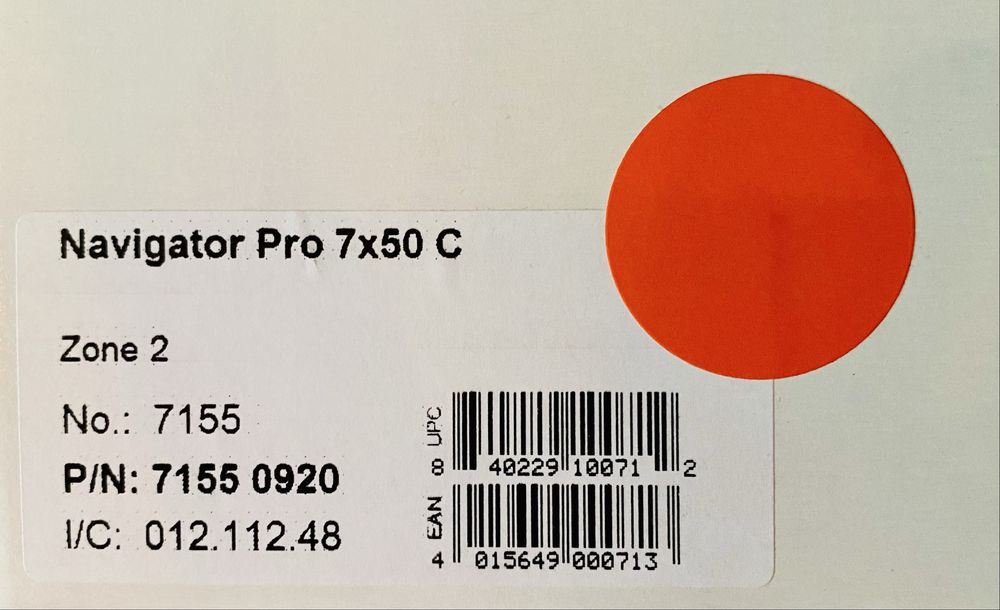 Navigator Pro 7x50 C
Zone 2
No.: 7155
P/N: 7155 0920
I/C: 012.112.48
UPC
8 40229 10071 2
EAN
4 015649 000713